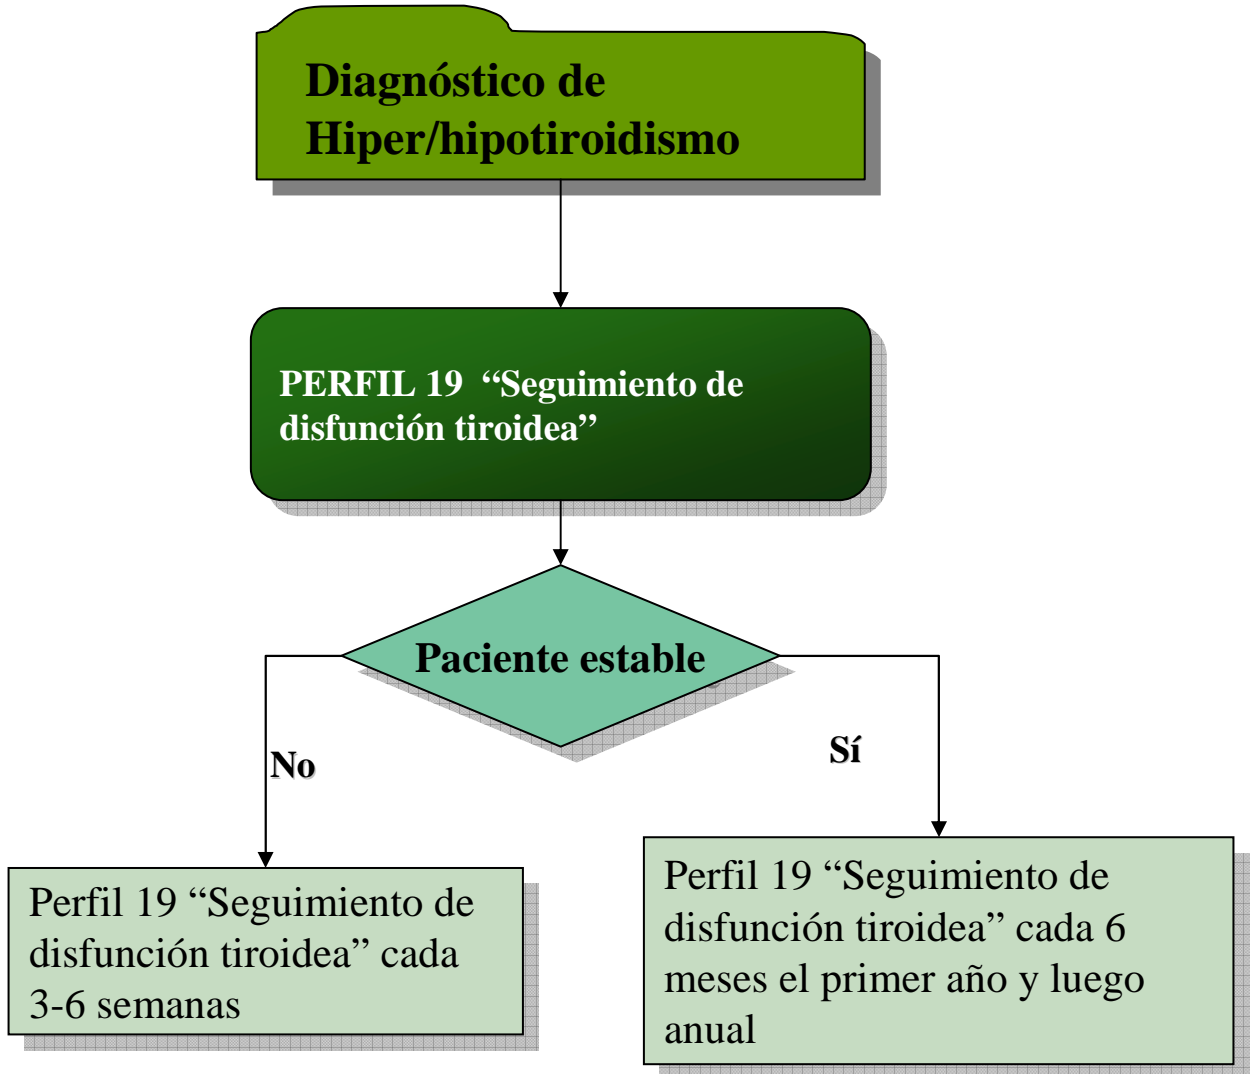 Diagnóstico de
Hiper/hipotiroidismo
PERFIL 19 “Seguimiento de
disfunción tiroidea”
Paciente estable
No
Sí
Perfil 19 “Seguimiento de
disfunción tiroidea” cada
3-6 semanas
Perfil 19 “Seguimiento de
disfunción tiroidea” cada 6
meses el primer año y luego
anual